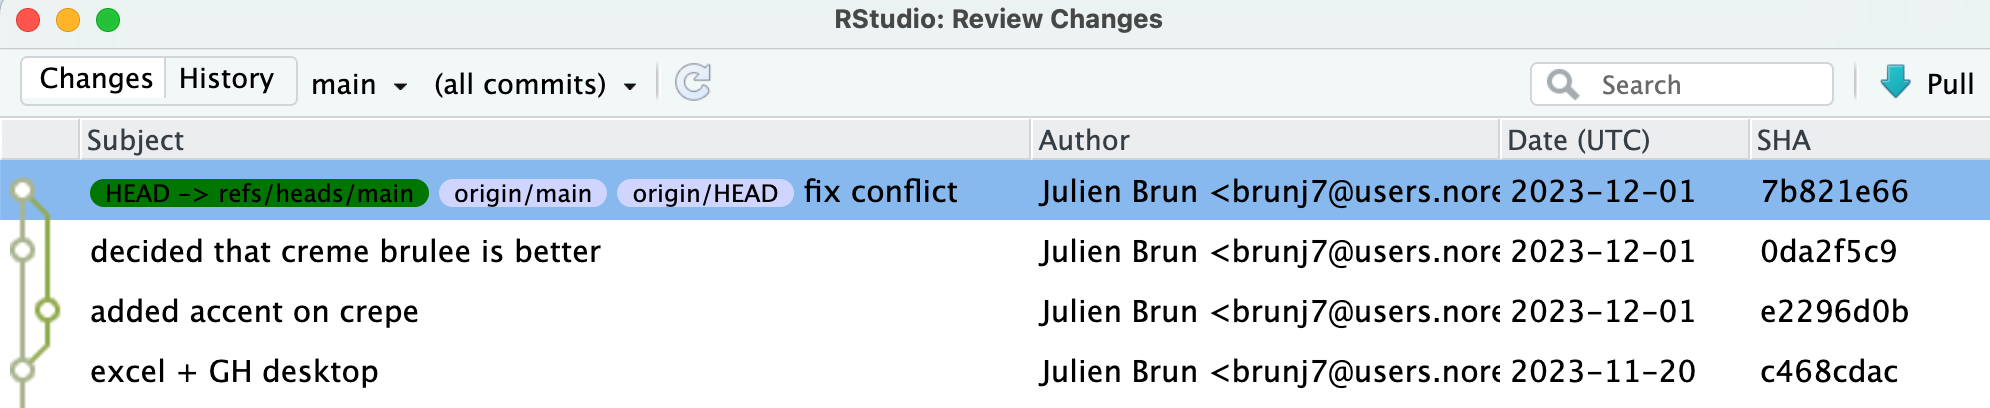 RStudio: Review Changes
Changes History main (all commits) Search Pull
Subject Author Date (UTC) SHA
HEAD -> refs/heads/main origin/main origin/HEAD fix conflict Julien Brun <brunj7@users.nore 2023-12-01 7b821e66
decided that creme brulee is better Julien Brun <brunj7@users.nore 2023-12-01 0da2f5c9
added accent on crepe Julien Brun <brunj7@users.nore 2023-12-01 e2296d0b
excel + GH desktop Julien Brun <brunj7@users.nore 2023-11-20 c468cdac